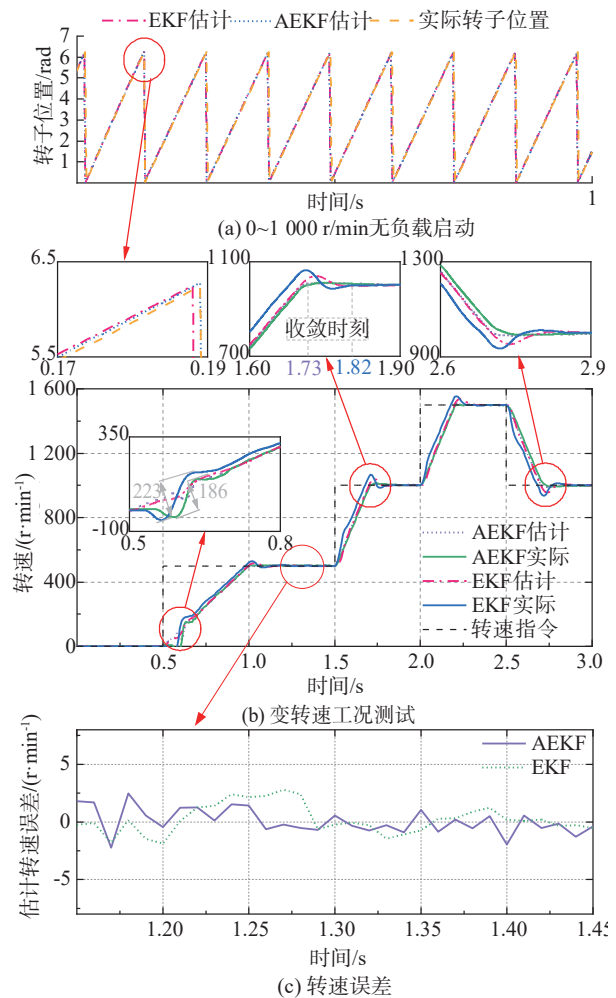 EKF估计 AEKF估计 实际转子位置
转子位置/rad
7
6
5
4
3
2
1
1
时间/s
(a) 0~1 000 r/min无负载启动
6.5
5.5
0.17 0.19
1 100
700
收敛时刻
1.60 1.73 1.82 1.90
1300
900
2.6 2.9
转速/(r·min⁻¹)
1 600
1 400
1 000
500
0
350
-100
223 186
0.5 0.8
AEKF估计
AEKF实际
EKF估计
EKF实际
转速指令
0.5 1.0 1.5 2.0 2.5 3.0
时间/s
(b) 变转速工况测试
估计转速误差/(r·min⁻¹)
5
0
-5
AEKF
EKF
1.20 1.25 1.30 1.35 1.40 1.45
时间/s
(c) 转速误差